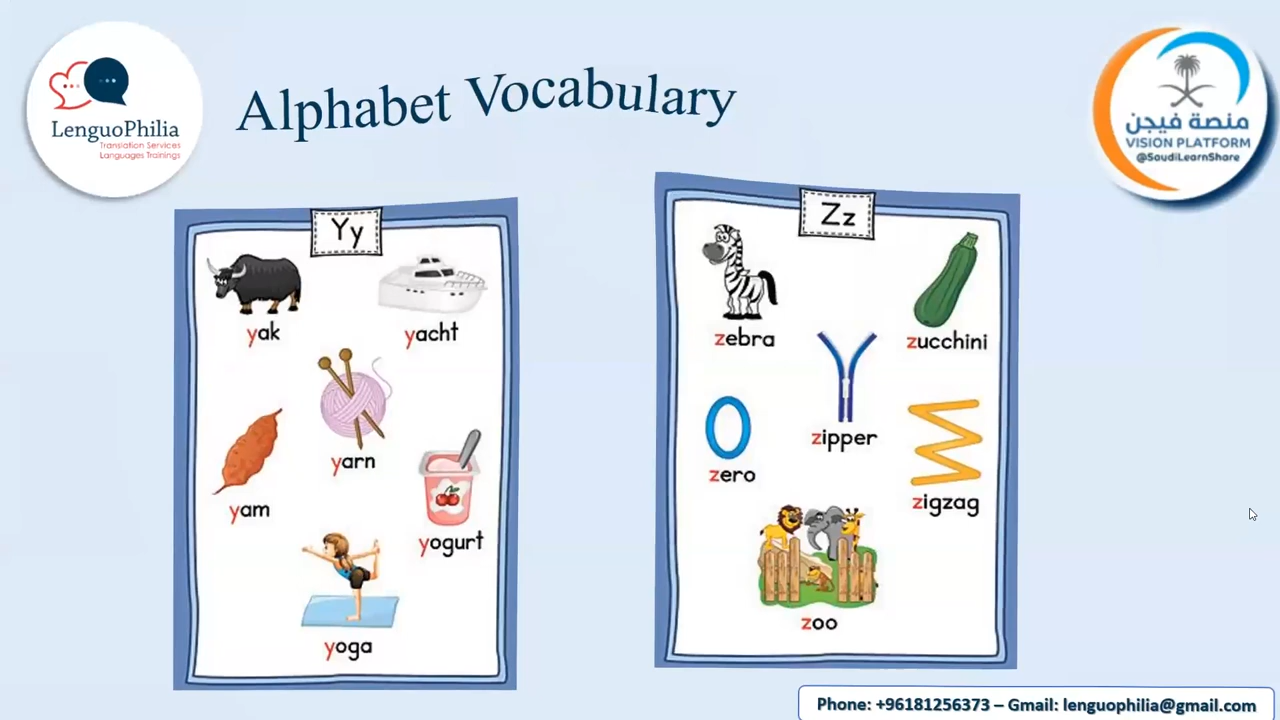 LenguoPhilia
Translation Services
Languages Trainings
Alphabet Vocabulary
منصة فيجن
VISION PLATFORM
@SaudiLearnShare
Yy
yak
yacht
yarn
yam
yogurt
yoga
Zz
zebra
zucchini
zipper
zero
zigzag
zoo
Phone: +96181256373 – Gmail: lenguophilia@gmail.com